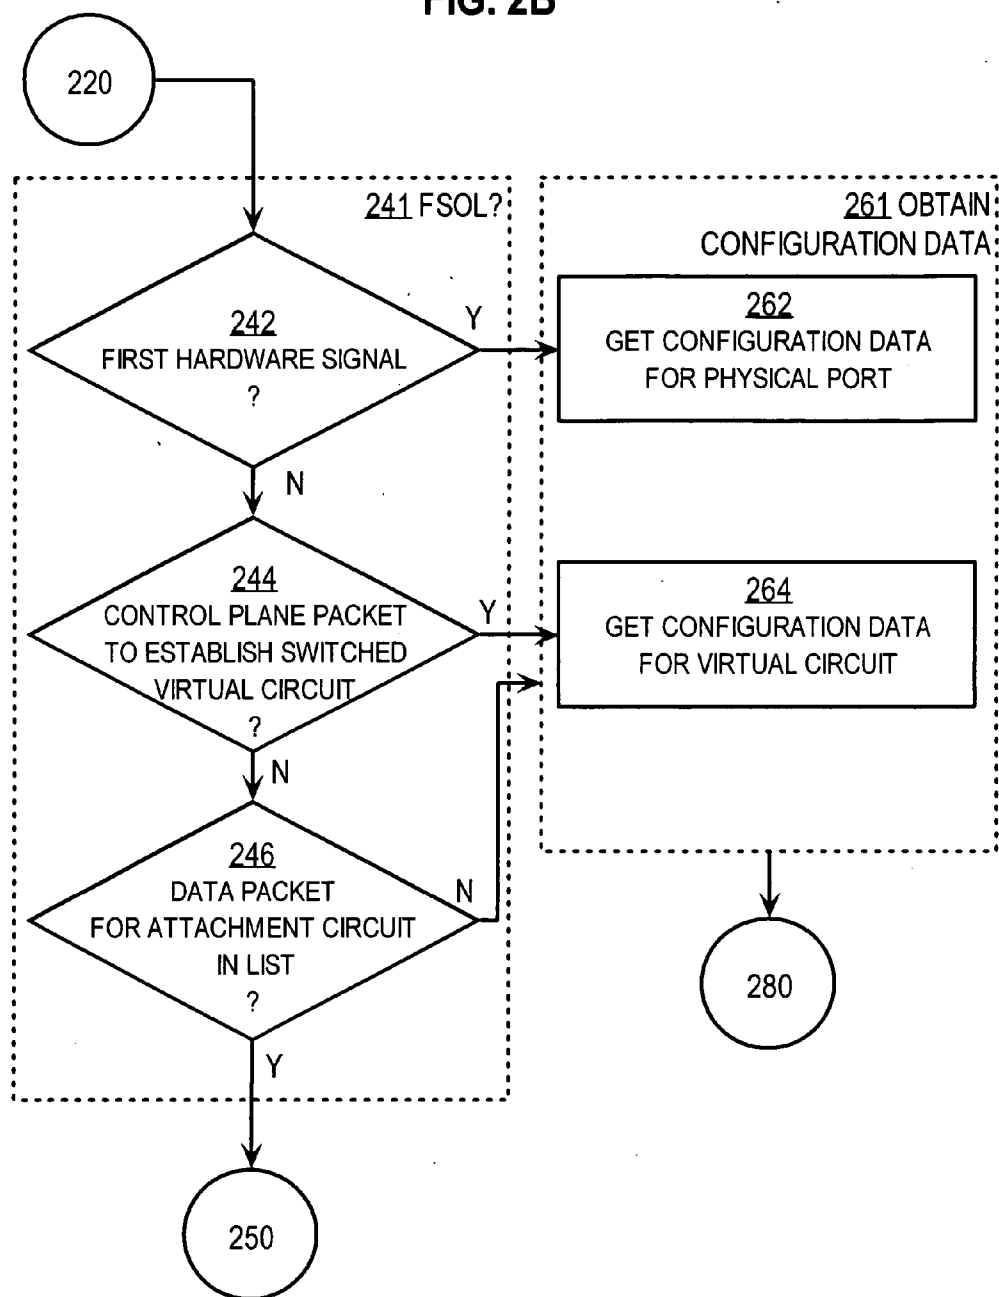 FIG. 2B
220
241 FSOL?
242
FIRST HARDWARE SIGNAL
?
Y
N
244
CONTROL PLANE PACKET
TO ESTABLISH SWITCHED
VIRTUAL CIRCUIT
?
Y
N
246
DATA PACKET
FOR ATTACHMENT CIRCUIT
IN LIST
?
N
Y
250
261 OBTAIN
CONFIGURATION DATA
262
GET CONFIGURATION DATA
FOR PHYSICAL PORT
264
GET CONFIGURATION DATA
FOR VIRTUAL CIRCUIT
280